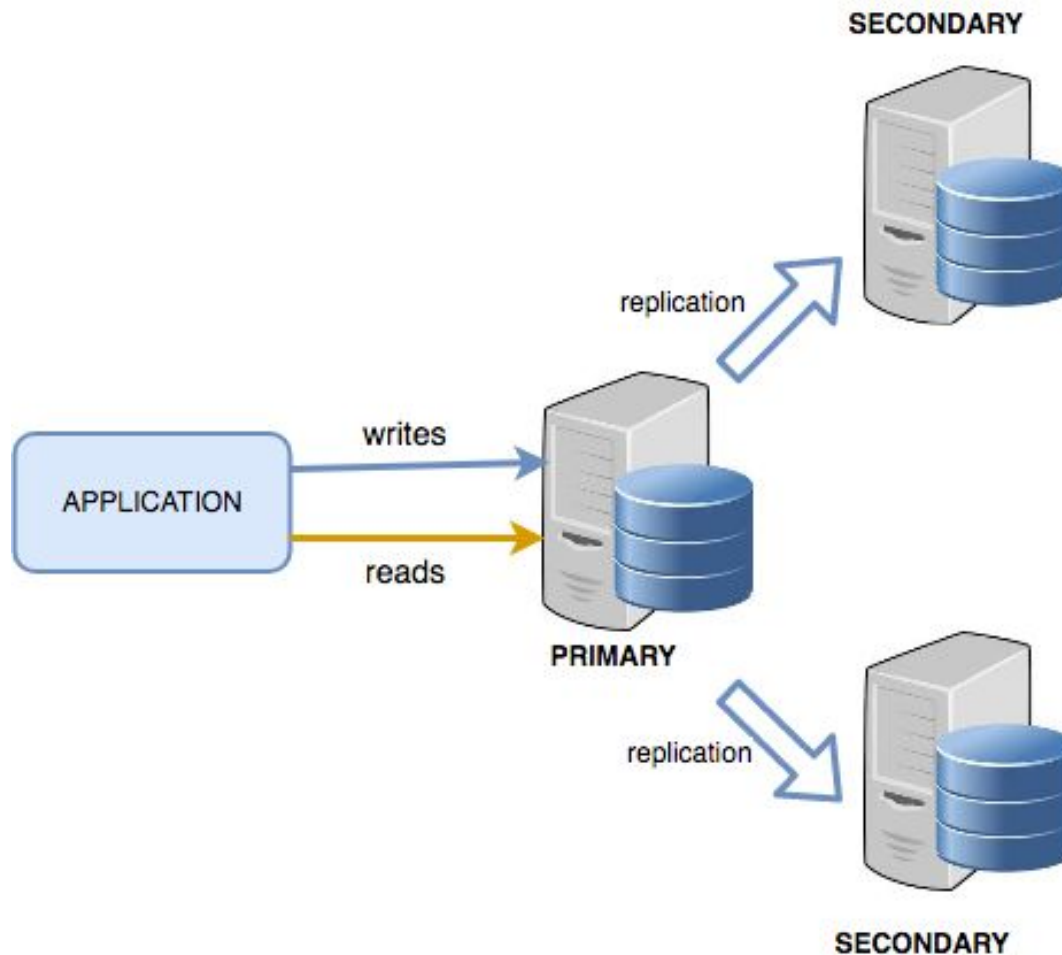 SECONDARY
replication
writes
APPLICATION
reads
PRIMARY
replication
SECONDARY